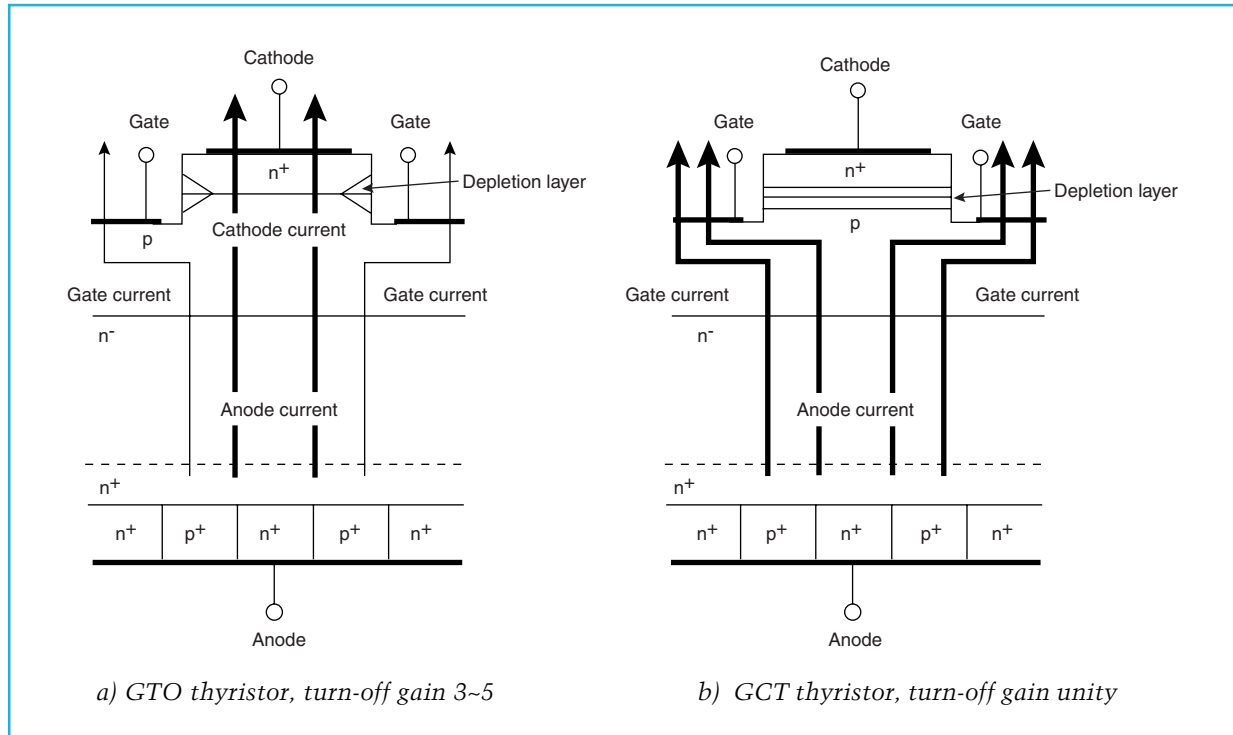 Cathode
Gate
Gate
n+
Depletion layer
p
Cathode current
Gate current
Gate current
n-
Anode current
n+
n+
p+
n+
p+
n+
Anode
a) GTO thyristor, turn-off gain 3~5
Cathode
Gate
Gate
n+
Depletion layer
p
Gate current
Gate current
n-
Anode current
n+
n+
p+
n+
p+
n+
Anode
b) GCT thyristor, turn-off gain unity